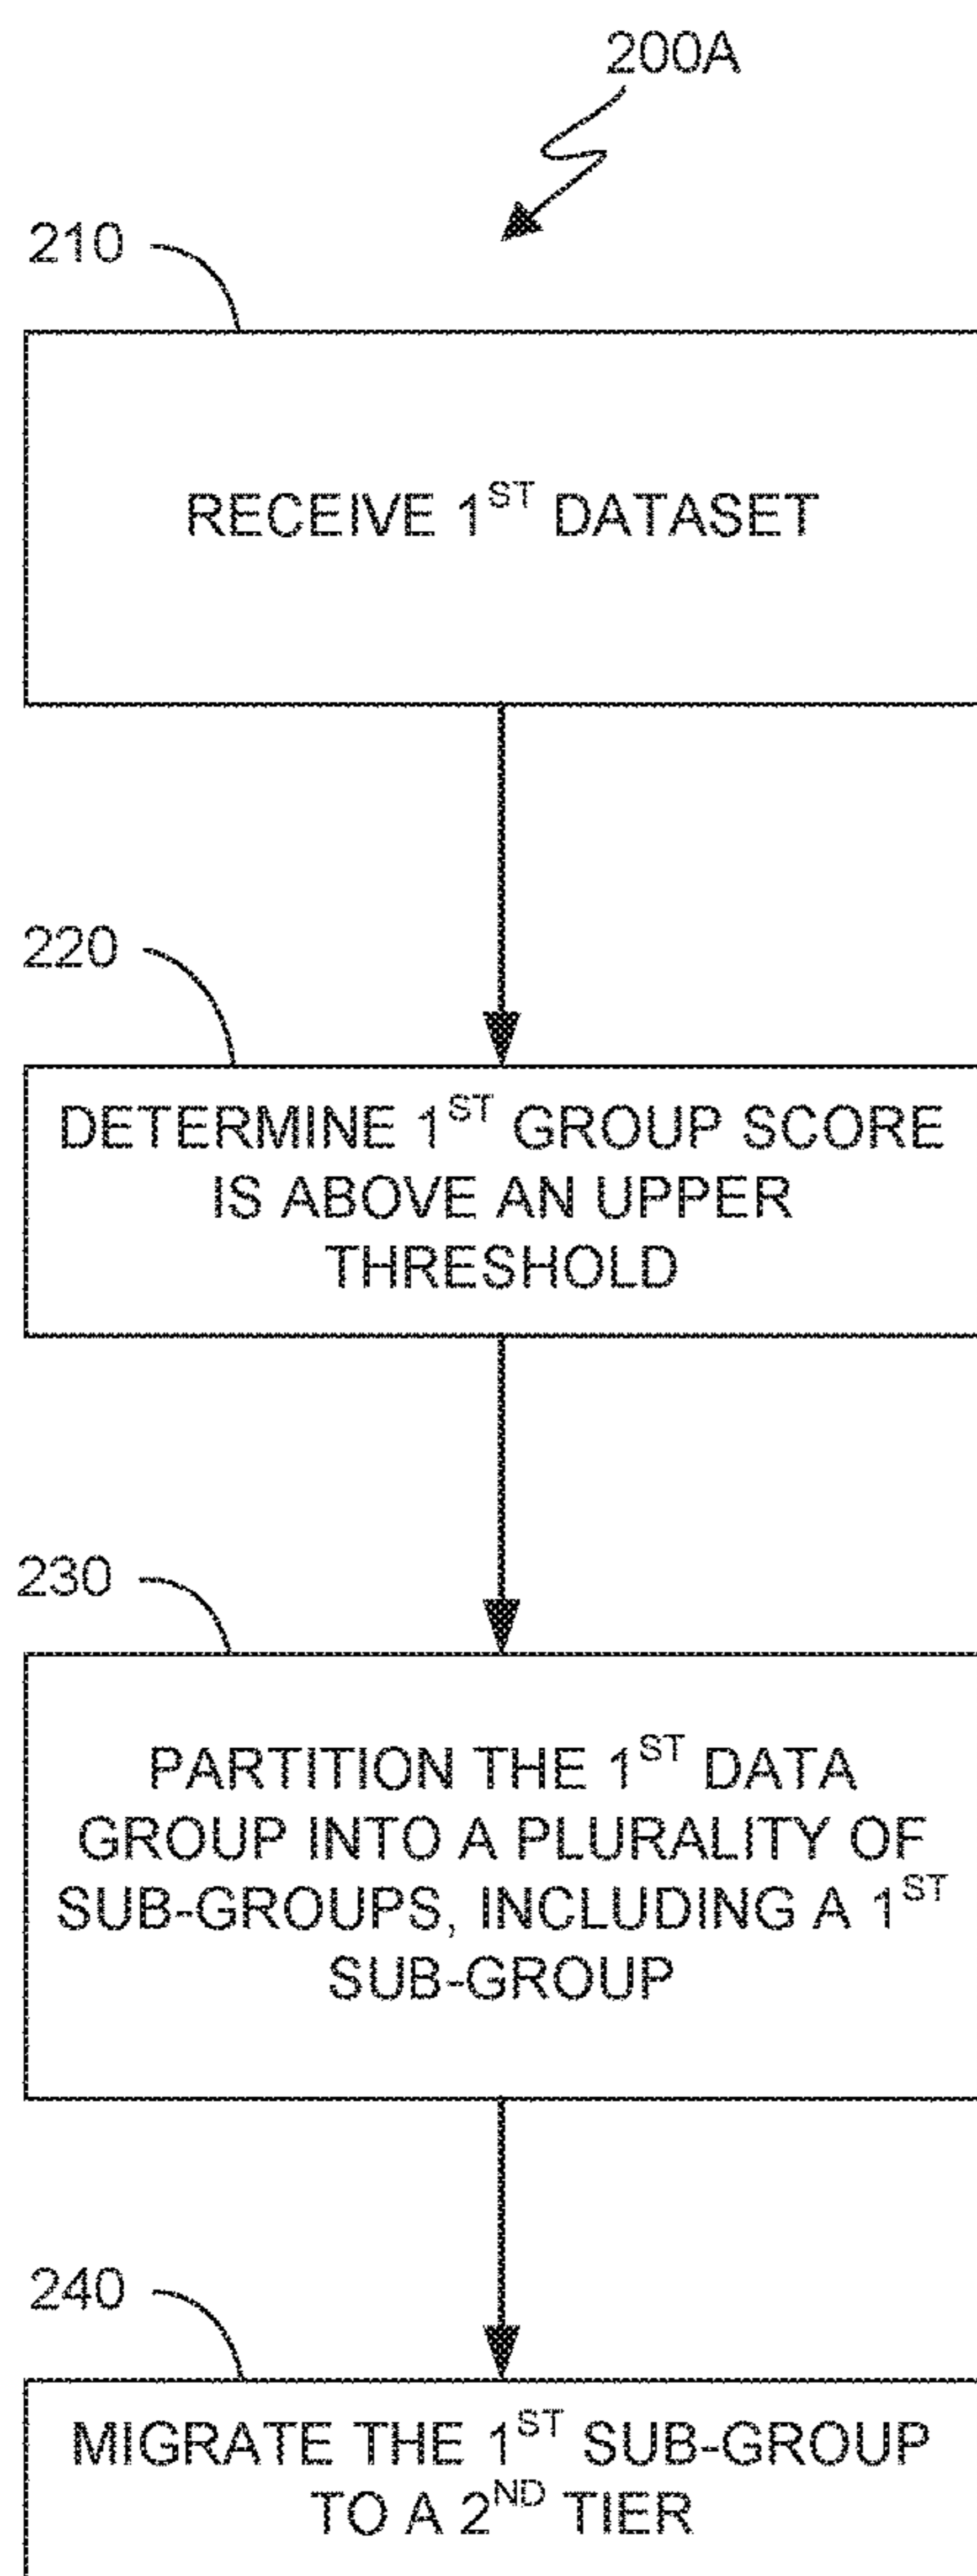 200A
210
RECEIVE 1ST DATASET
220
DETERMINE 1ST GROUP SCORE
IS ABOVE AN UPPER
THRESHOLD
230
PARTITION THE 1ST DATA
GROUP INTO A PLURALITY OF
SUB-GROUPS, INCLUDING A 1ST
SUB-GROUP
240
MIGRATE THE 1ST SUB-GROUP
TO A 2ND TIER